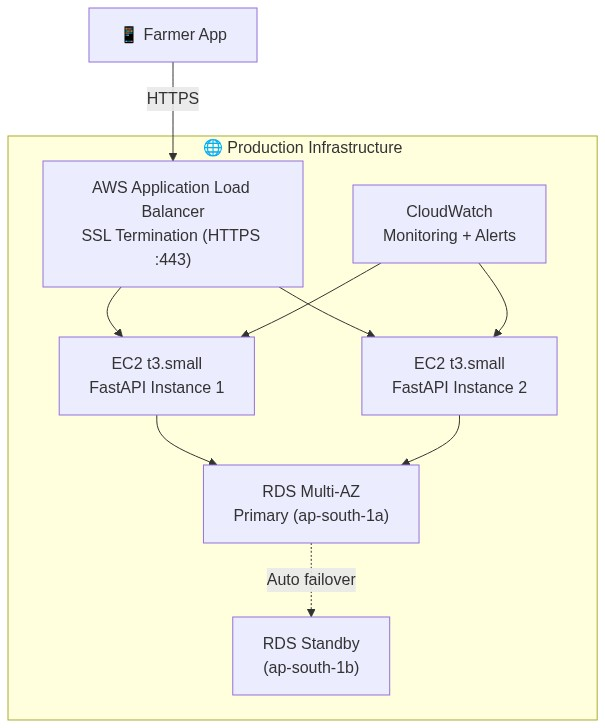 📱 Farmer App
HTTPS
🌐 Production Infrastructure
AWS Application Load
Balancer
SSL Termination (HTTPS
:443)
CloudWatch
Monitoring + Alerts
EC2 t3.small
FastAPI Instance 1
EC2 t3.small
FastAPI Instance 2
RDS Multi-AZ
Primary (ap-south-1a)
Auto failover
RDS Standby
(ap-south-1b)